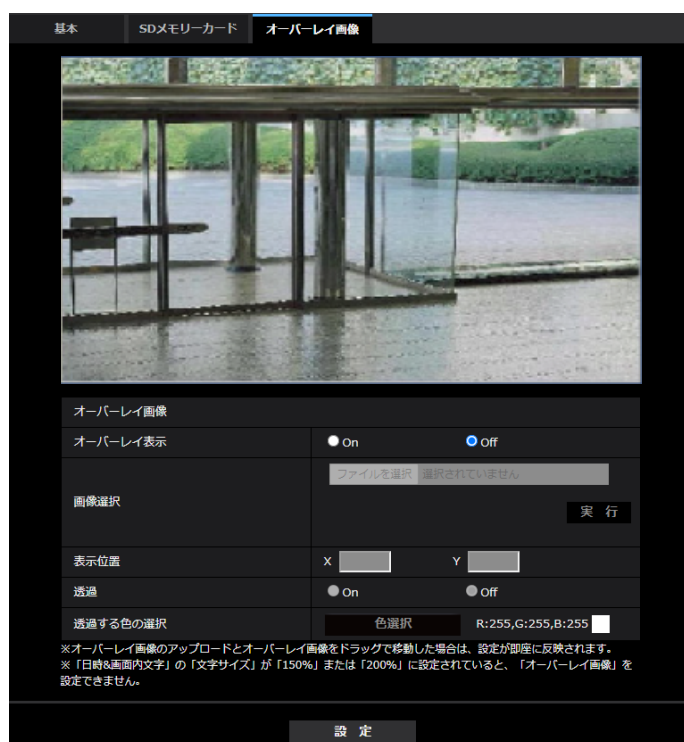 基本 SDメモリーカード オーバーレイ画像
オーバーレイ画像
オーバーレイ表示 On Off
ファイルを選択 選択されていません
画像選択
実 行
表示位置 X Y
透過 On Off
透過する色の選択 色選択 R:255,G:255,B:255
※オーバーレイ画像のアップロードとオーバーレイ画像をドラッグで移動した場合は、設定が即座に反映されます。
※「日時&画面内文字」の「文字サイズ」が「150%」または「200%」に設定されていると、「オーバーレイ画像」を
設定できません。
設 定